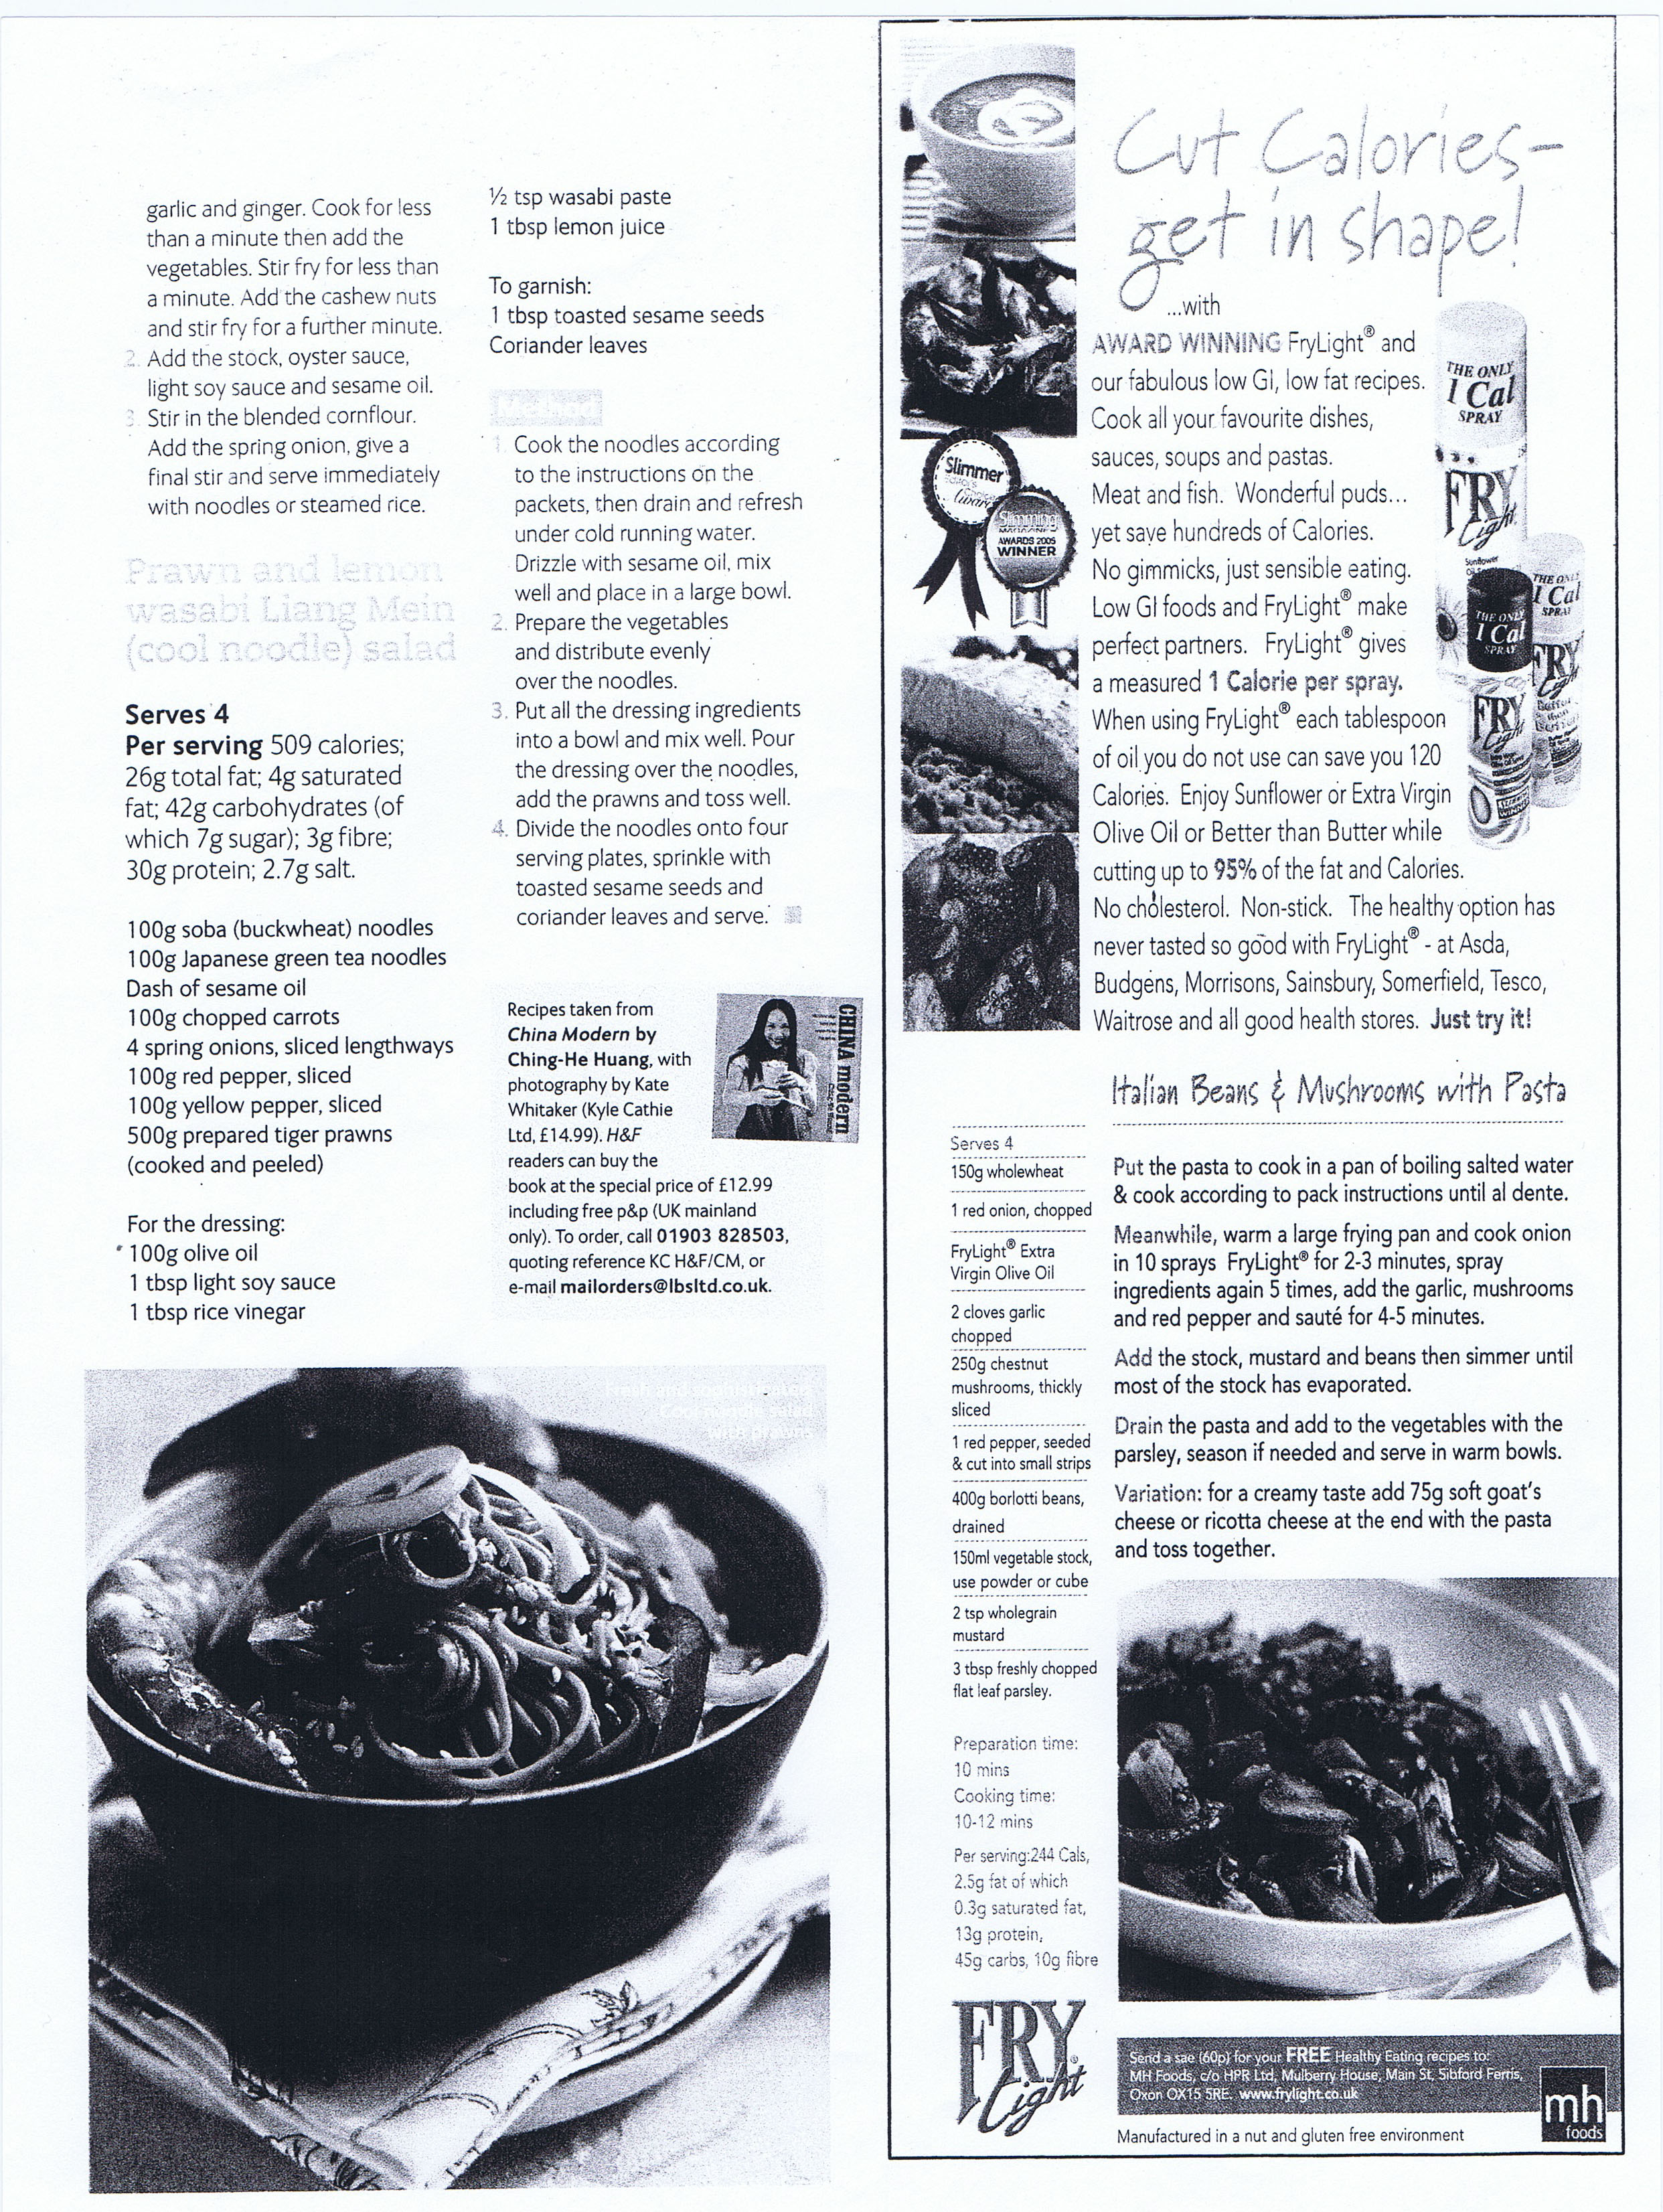 garlic and ginger. Cook for less
than a minute then add the
vegetables. Stir fry for less than
a minute. Add the cashew nuts
and stir fry for a further minute.
2. Add the stock, oyster sauce,
light soy sauce and sesame oil.
3. Stir in the blended cornflour.
Add the spring onion, give a
final stir and serve immediately
with noodles or steamed rice.
Prawn and lemon
wasabi Liang Mein
(cool noodle) salad
Serves 4
Per serving 509 calories;
26g total fat; 4g saturated
fat; 42g carbohydrates (of
which 7g sugar); 3g fibre;
30g protein; 2.7g salt.
100g soba (buckwheat) noodles
100g Japanese green tea noodles
Dash of sesame oil
100g chopped carrots
4 spring onions, sliced lengthways
100g red pepper, sliced
100g yellow pepper, sliced
500g prepared tiger prawns
(cooked and peeled)
For the dressing:
100g olive oil
1 tbsp light soy sauce
1 tbsp rice vinegar
½ tsp wasabi paste
1 tbsp lemon juice
To garnish:
1 tbsp toasted sesame seeds
Coriander leaves
Method
1. Cook the noodles according
to the instructions on the
packets, then drain and refresh
under cold running water.
Drizzle with sesame oil, mix
well and place in a large bowl.
2. Prepare the vegetables
and distribute evenly
over the noodles.
3. Put all the dressing ingredients
into a bowl and mix well. Pour
the dressing over the noodles,
add the prawns and toss well.
4. Divide the noodles onto four
serving plates, sprinkle with
toasted sesame seeds and
coriander leaves and serve.
Recipes taken from
China Modern by
Ching-He Huang, with
photography by Kate
Whitaker (Kyle Cathie
Ltd, £14.99). H&F
readers can buy the
book at the special price of £12.99
including free p&p (UK mainland
only). To order, call 01903 828503,
quoting reference KC H&F/CM, or
e-mail mailorders@lbsltd.co.uk.
CHINA modern
Fresh and
Cool noodle salad
with prawns
Cut Calories-
get in shape!
...with
AWARD WINNING FryLight® and
our fabulous low GI, low fat recipes.
Cook all your favourite dishes,
sauces, soups and pastas.
Meat and fish. Wonderful puds...
yet save hundreds of Calories.
No gimmicks, just sensible eating.
Low GI foods and FryLight® make
perfect partners. FryLight® gives
a measured 1 Calorie per spray.
When using FryLight® each tablespoon
of oil you do not use can save you 120
Calories. Enjoy Sunflower or Extra Virgin
Olive Oil or Better than Butter while
cutting up to 95% of the fat and Calories.
No cholesterol. Non-stick. The healthy option has
never tasted so good with FryLight® - at Asda,
Budgens, Morrisons, Sainsbury, Somerfield, Tesco,
Waitrose and all good health stores. Just try it!
Slimmer
Slimming
MAGAZINE
AWARDS 2005
WINNER
THE ONLY
1 Cal
SPRAY
FRY
Light
Sunflower
THE ONLY
1 Cal
SPRAY
FRY
Light
THE ONLY
1 Cal
SPRAY
FRY
Light
Italian Beans & Mushrooms with Pasta
Serves 4
150g wholewheat
1 red onion, chopped
FryLight® Extra
Virgin Olive Oil
2 cloves garlic
chopped
250g chestnut
mushrooms, thickly
sliced
1 red pepper, seeded
& cut into small strips
400g borlotti beans,
drained
150ml vegetable stock,
use powder or cube
2 tsp wholegrain
mustard
3 tbsp freshly chopped
flat leaf parsley.
Preparation time:
10 mins
Cooking time:
10-12 mins
Per serving:244 Cals,
2.5g fat of which
0.3g saturated fat,
13g protein,
45g carbs, 10g fibre
Put the pasta to cook in a pan of boiling salted water
& cook according to pack instructions until al dente.
Meanwhile, warm a large frying pan and cook onion
in 10 sprays FryLight® for 2-3 minutes, spray
ingredients again 5 times, add the garlic, mushrooms
and red pepper and sauté for 4-5 minutes.
Add the stock, mustard and beans then simmer until
most of the stock has evaporated.
Drain the pasta and add to the vegetables with the
parsley, season if needed and serve in warm bowls.
Variation: for a creamy taste add 75g soft goat's
cheese or ricotta cheese at the end with the pasta
and toss together.
FRY
Light®
Send a sae (60p) for your FREE Healthy Eating recipes to:
MH Foods, c/o HPR Ltd, Mulberry House, Main St, Sibford Ferris,
Oxon OX15 5RE. www.frylight.co.uk
mh
foods
Manufactured in a nut and gluten free environment